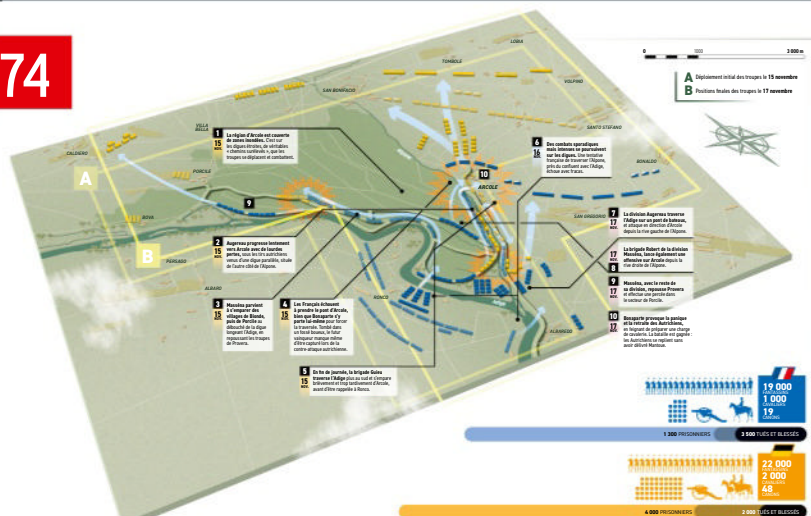 74
0 1000 3 000 m
A Déploiement initial des troupes le 15 novembre
B Positions finales des troupes le 17 novembre
LOBIA
TOMBOLE
VOLPINO
SAN BONIFACIO
SANTO STEFANO
VILLA
BELLA
CALDIERO
BONALDO
PORCILE
ARCOLE
SAN GREGORIO
BOVA
PERSAGO
ALBARO
RONCO
ALBAREDO
A
B
9
10
1
15
NOV.
La région d'Arcole est couverte
de zones inondées. C'est sur
les digues étroites, de véritables
« chemins surélevés », que les
troupes se déplacent et combattent.
2
15
NOV.
Augereau progresse lentement
vers Arcole avec de lourdes
pertes, sous les tirs autrichiens
venus d'une digue parallèle, située
de l'autre côté de l'Alpone.
3
15
NOV.
Masséna parvient
à s'emparer des
villages de Bionde,
puis de Porcile au
débouché de la digue
longeant l'Adige, en
repoussant les troupes
de Provera.
4
15
NOV.
Les Français échouent
à prendre le pont d'Arcole,
bien que Bonaparte s'y
porte lui-même pour forcer
la traversée. Tombé dans
un fossé boueux, le futur
vainqueur manque même
d'être capturé lors de la
contre-attaque autrichienne.
5
15
NOV.
En fin de journée, la brigade Guieu
traverse l'Adige plus au sud et s'empare
brièvement et trop tardivement d'Arcole,
avant d'être rappelée à Ronco.
6
16
NOV.
Des combats sporadiques
mais intenses se poursuivent
sur les digues. Une tentative
française de traverser l'Alpone,
près du confluent avec l'Adige,
échoue avec fracas.
7
17
NOV.
La division Augereau traverse
l'Adige sur un pont de bateaux,
et attaque en direction d'Arcole
depuis la rive gauche de l'Alpone.
17
NOV.
8
La brigade Robert de la division
Masséna, lance également une
offensive sur Arcole depuis la
rive droite de l'Alpone.
9
17
NOV.
Masséna, avec le reste de
sa division, repousse Provera
et effectue une percée dans
le secteur de Porcile.
10
17
NOV.
Bonaparte provoque la panique
et la retraite des Autrichiens,
en feignant de préparer une charge
de cavalerie. La bataille est gagnée :
les Autrichiens se replient sans
avoir délivré Mantoue.
19 000
FANTASSINS
1 000
CAVALIERS
19
CANONS
1 300 PRISONNIERS 3 500 TUÉS ET BLESSÉS
22 000
FANTASSINS
2 000
CAVALIERS
48
CANONS
4 000 PRISONNIERS 2 000 TUÉS ET BLESSÉS